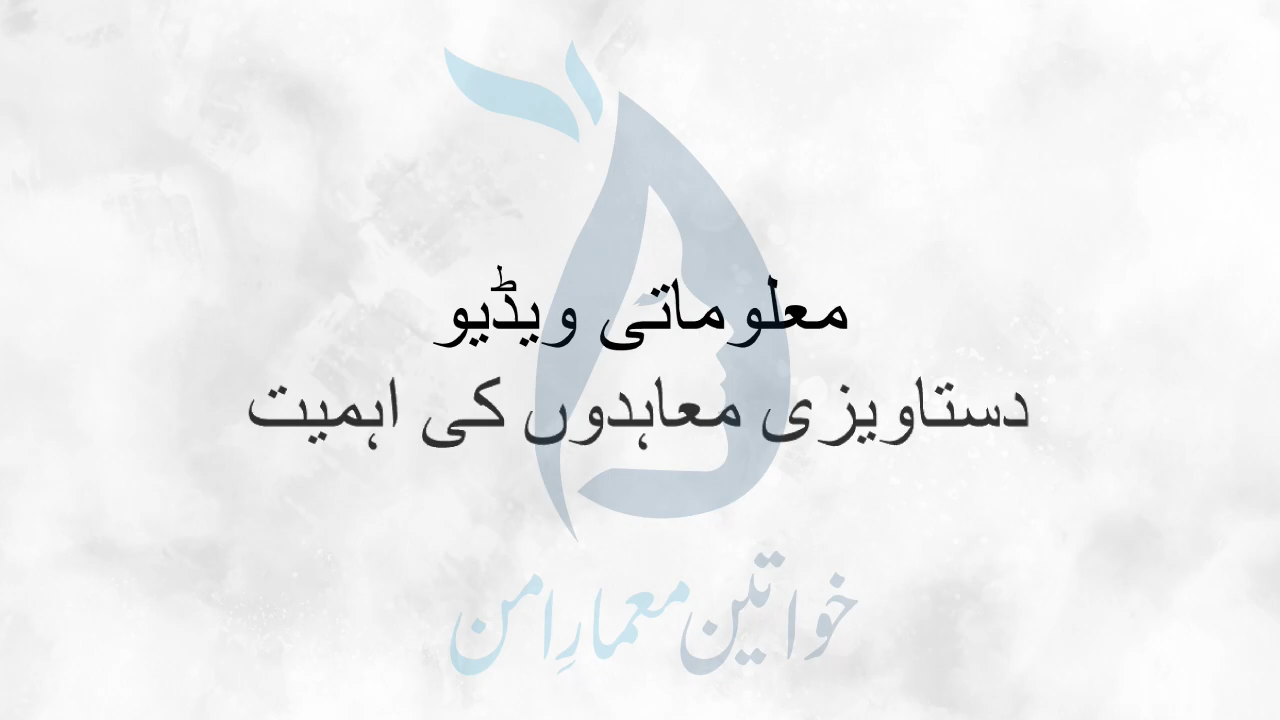 معلوماتی ویڈیو
دستاویزی معاہدوں کی اہمیت
خواتین معمارِ امن